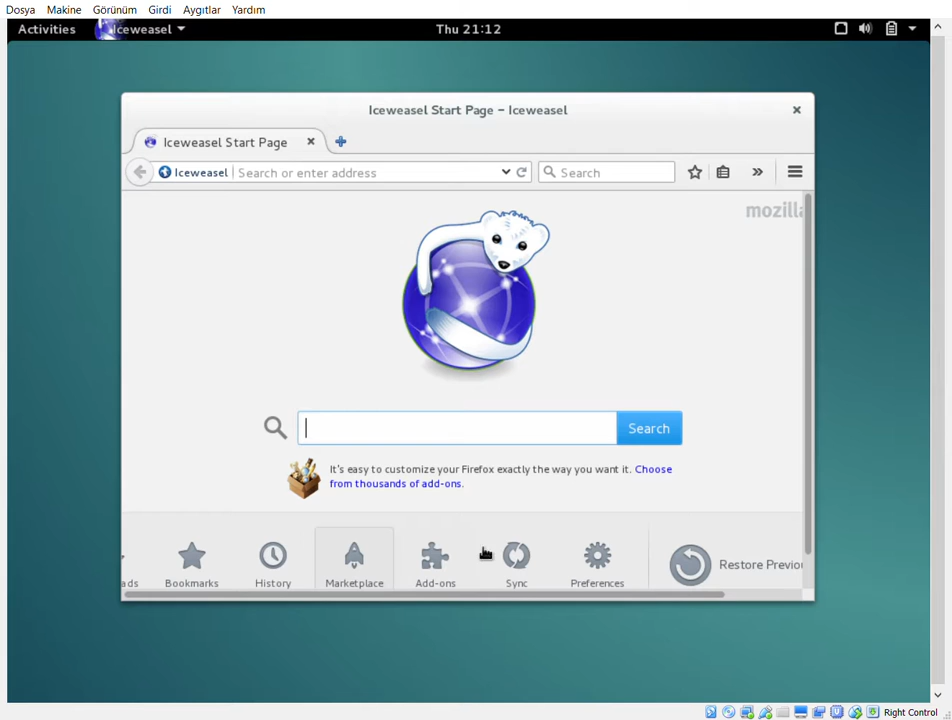 Dosya Makine Görünüm Girdi Aygıtlar Yardım
Activities Iceweasel Thu 21:12
Iceweasel Start Page – Iceweasel
Iceweasel Start Page
Iceweasel Search or enter address Search
mozilla
Search
It's easy to customize your Firefox exactly the way you want it. Choose
from thousands of add-ons.
ads Bookmarks History Marketplace Add-ons Sync Preferences Restore Previou
Right Control